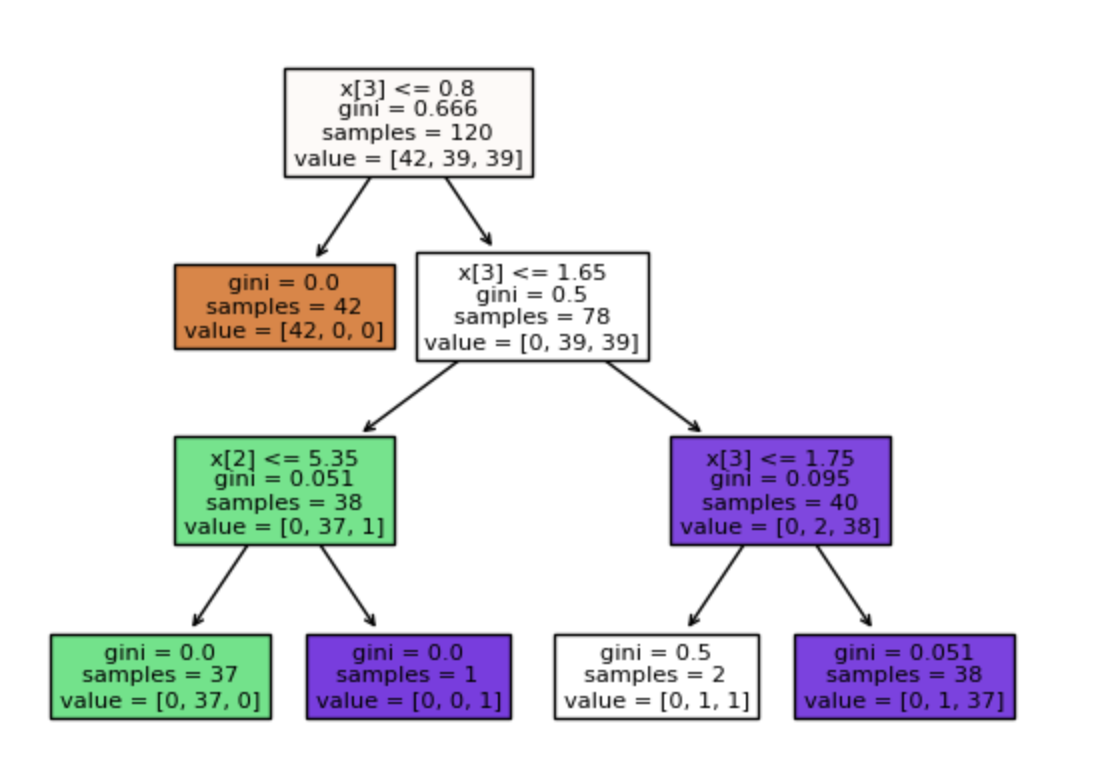 x[3] <= 0.8
gini = 0.666
samples = 120
value = [42, 39, 39]
gini = 0.0
samples = 42
value = [42, 0, 0]
x[3] <= 1.65
gini = 0.5
samples = 78
value = [0, 39, 39]
x[2] <= 5.35
gini = 0.051
samples = 38
value = [0, 37, 1]
x[3] <= 1.75
gini = 0.095
samples = 40
value = [0, 2, 38]
gini = 0.0
samples = 37
value = [0, 37, 0]
gini = 0.0
samples = 1
value = [0, 0, 1]
gini = 0.5
samples = 2
value = [0, 1, 1]
gini = 0.051
samples = 38
value = [0, 1, 37]